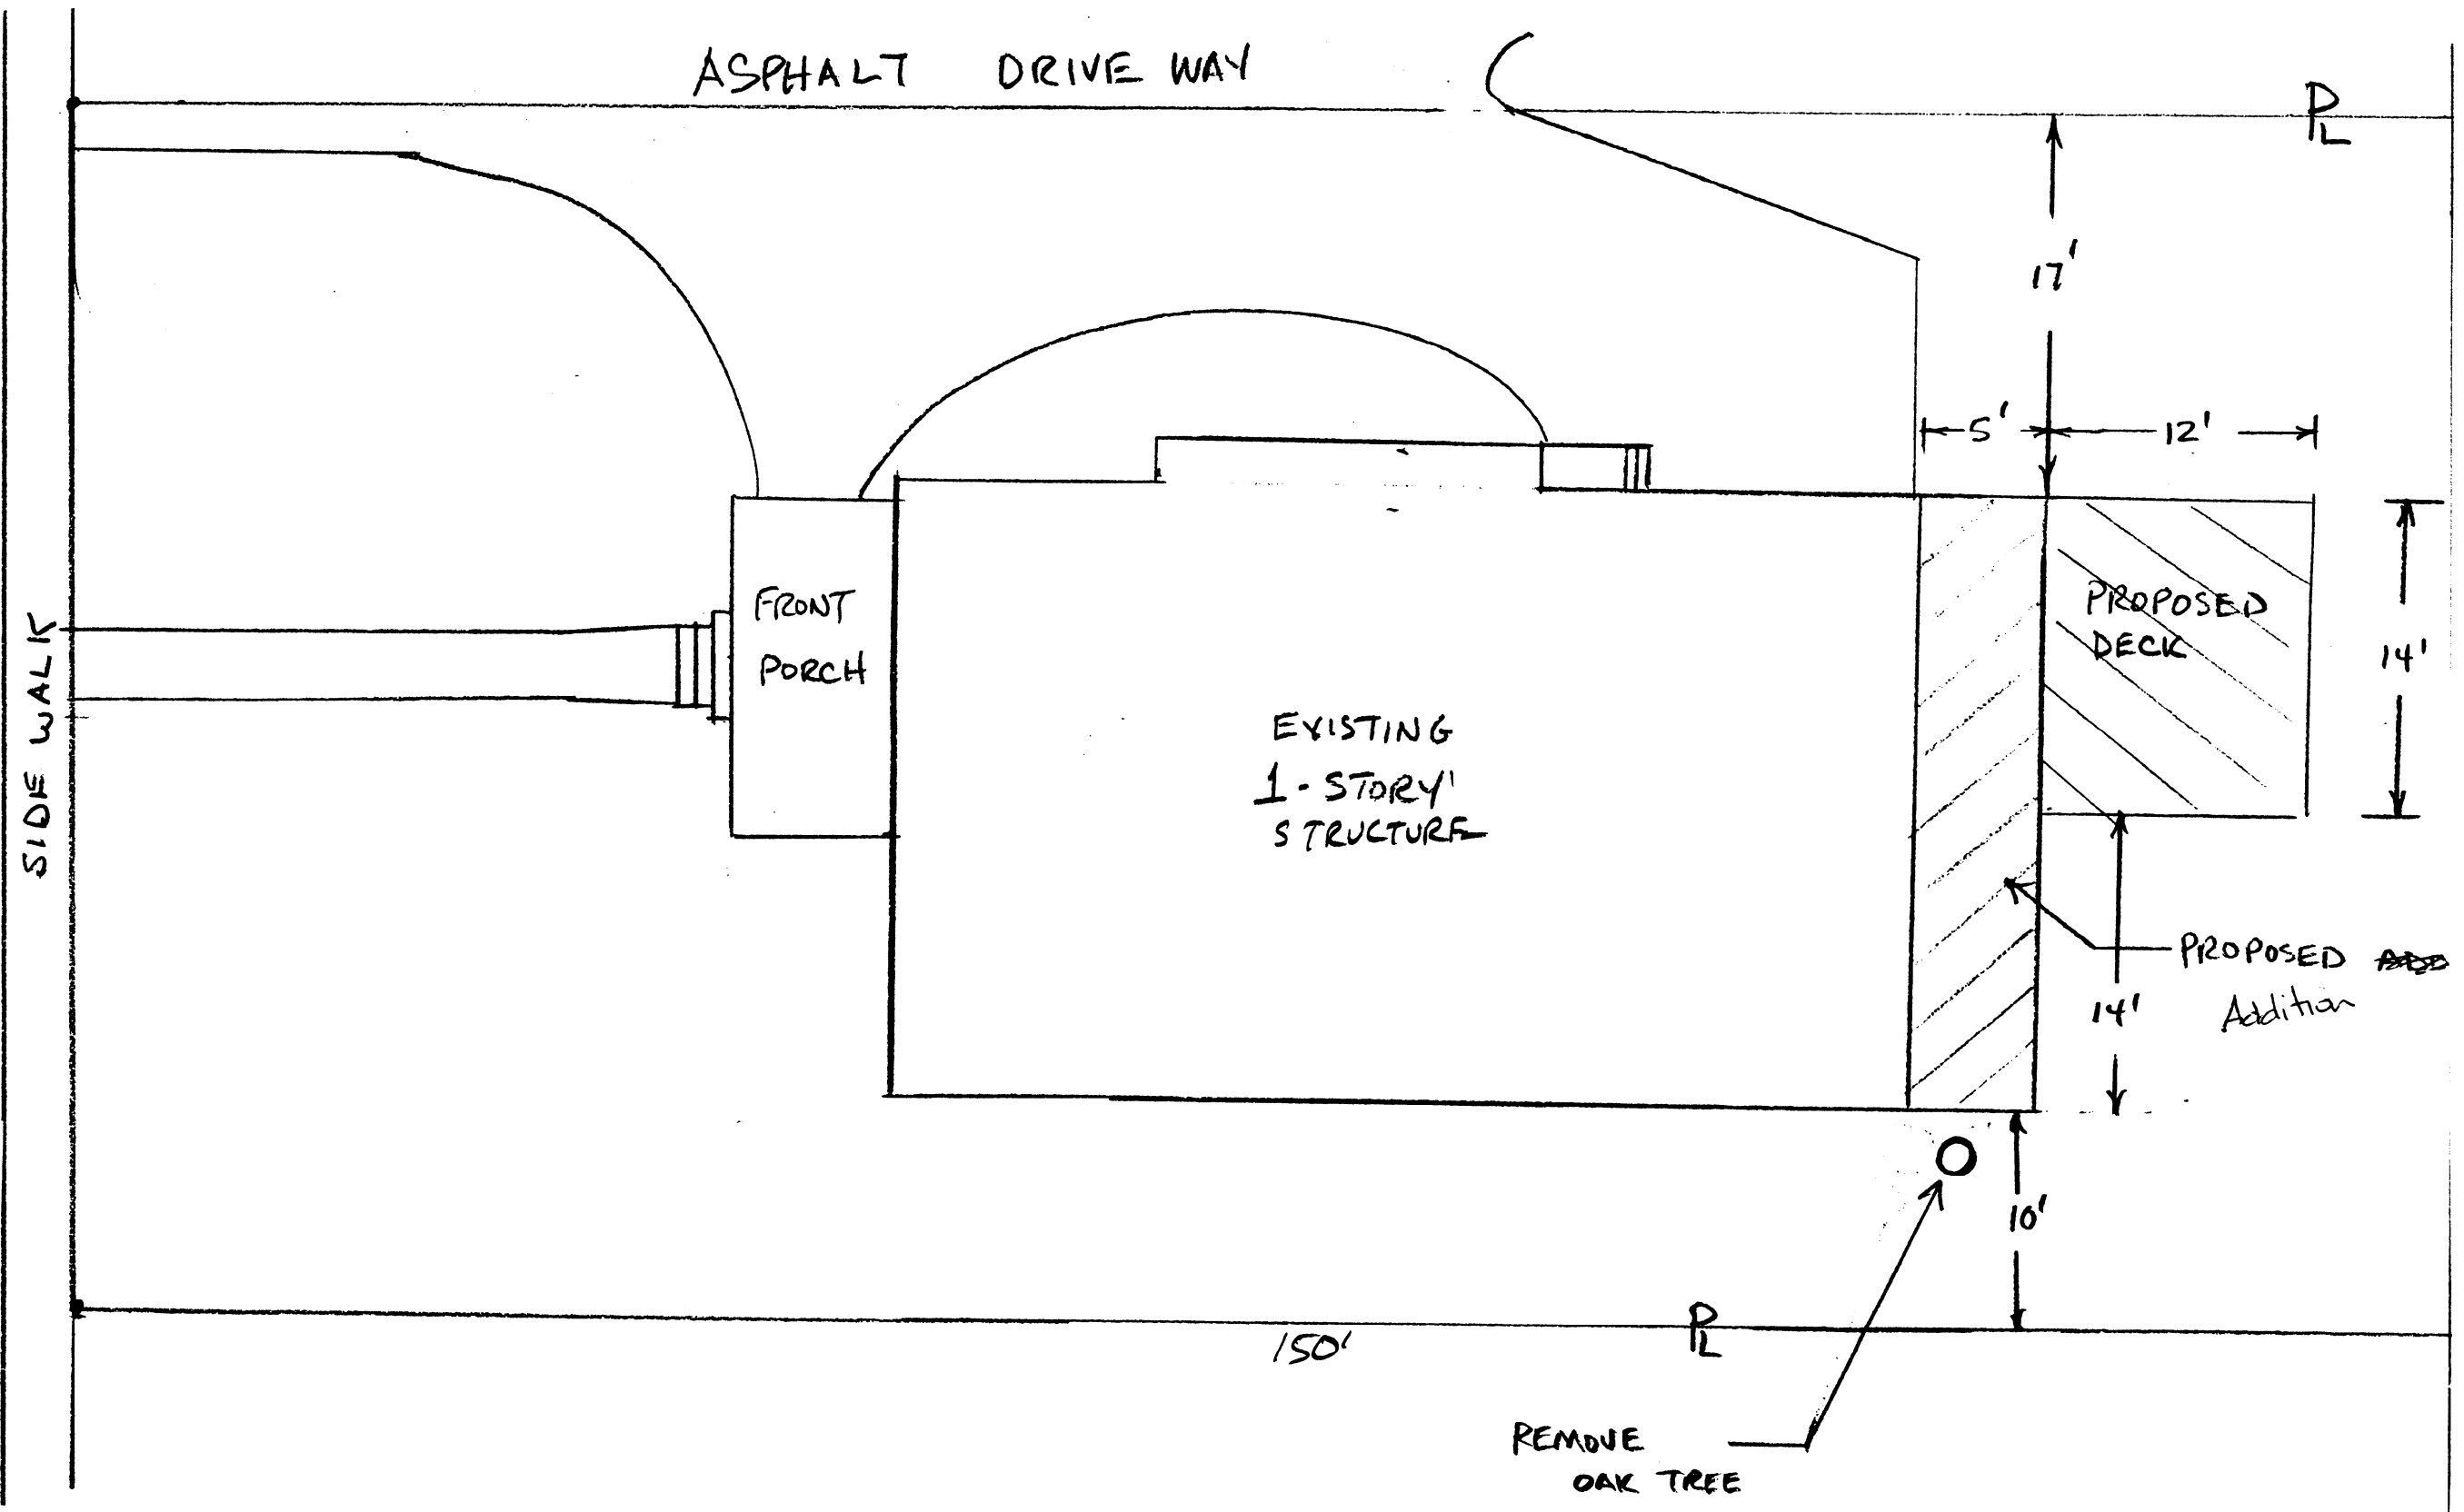 ASPHALT DRIVE WAY
PL
17'
5'
12'
FRONT
PORCH
PROPOSED
DECK
14'
SIDE WALK
EXISTING
1-STORY
STRUCTURE
PROPOSED
Addition
14'
10'
PL
150'
REMOVE
OAK TREE